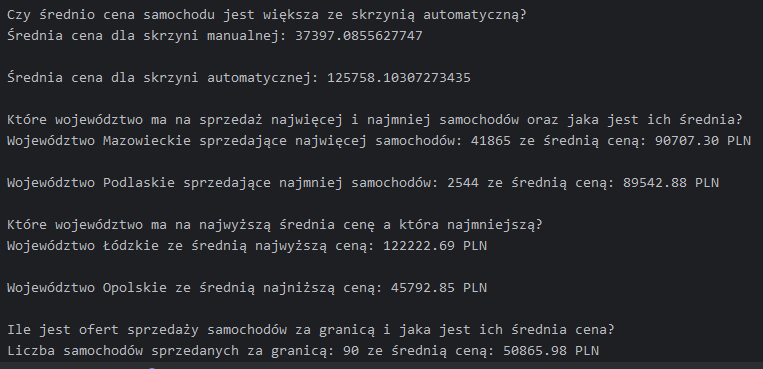 Czy średnio cena samochodu jest większa ze skrzynią automatyczną?
Średnia cena dla skrzyni manualnej: 37397.0855627747
Średnia cena dla skrzyni automatycznej: 125758.10307273435
Które województwo ma na sprzedaż najwięcej i najmniej samochodów oraz jaka jest ich średnia?
Województwo Mazowieckie sprzedające najwięcej samochodów: 41865 ze średnią ceną: 90707.30 PLN
Województwo Podlaskie sprzedające najmniej samochodów: 2544 ze średnią ceną: 89542.88 PLN
Które województwo ma na najwyższą średnia cenę a która najmniejszą?
Województwo Łódzkie ze średnią najwyższą ceną: 122222.69 PLN
Województwo Opolskie ze średnią najniższą ceną: 45792.85 PLN
Ile jest ofert sprzedaży samochodów za granicą i jaka jest ich średnia cena?
Liczba samochodów sprzedanych za granicą: 90 ze średnią ceną: 50865.98 PLN